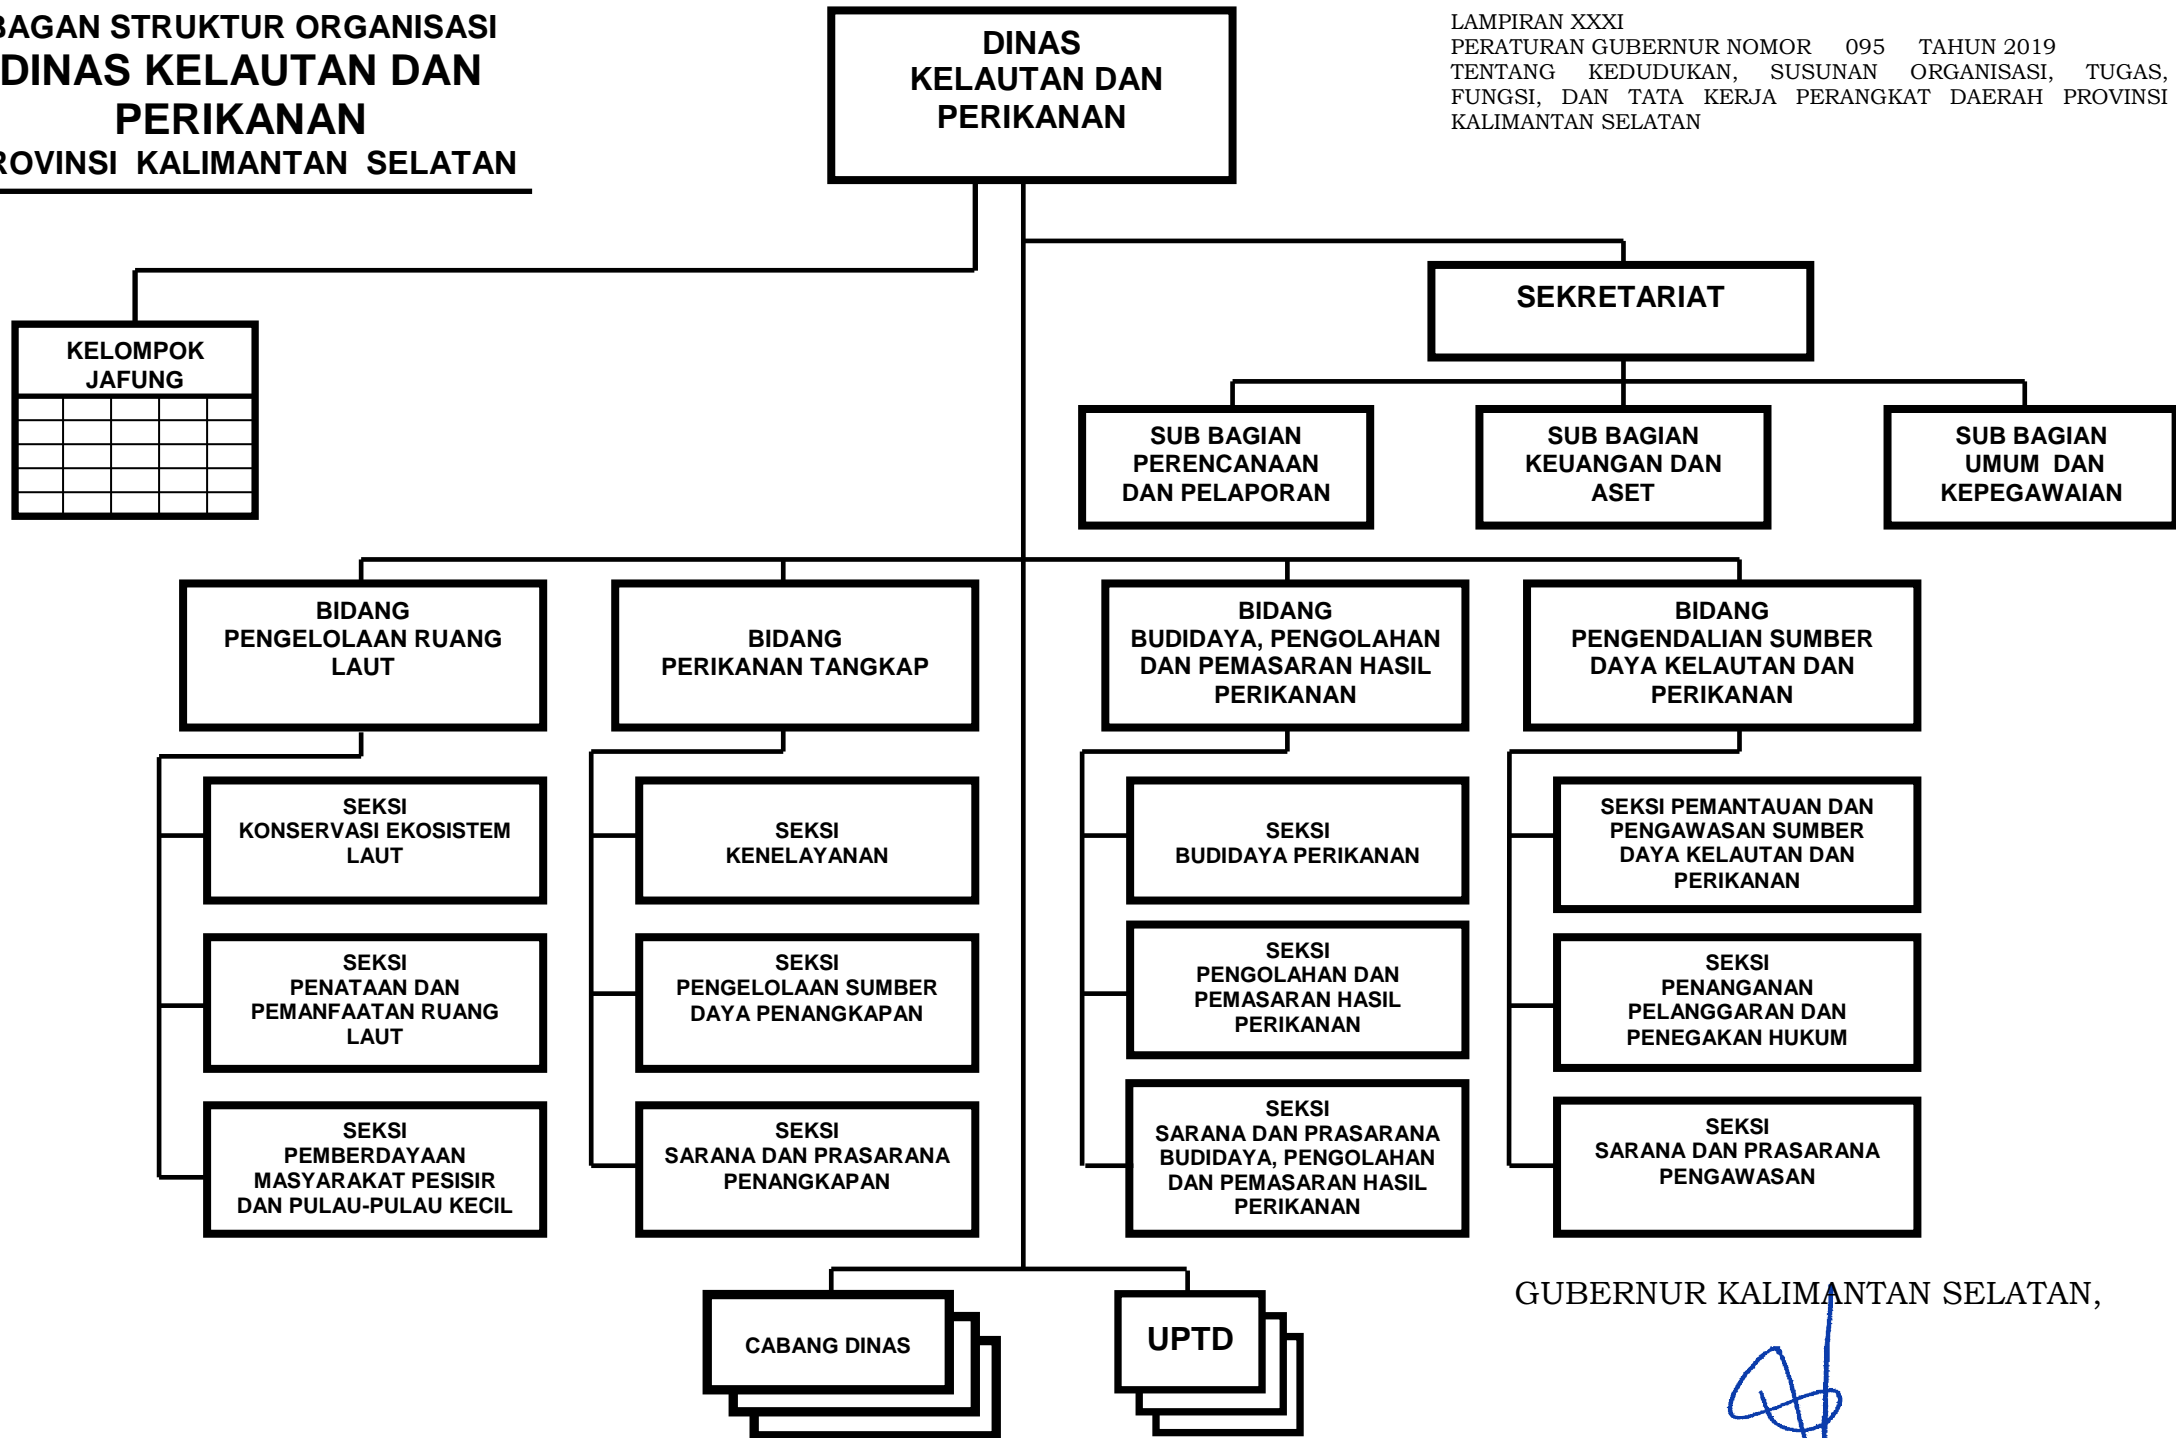 BAGAN STRUKTUR ORGANISASI
DINAS KELAUTAN DAN
PERIKANAN
ROVINSI KALIMANTAN SELATAN
DINAS
KELAUTAN DAN
PERIKANAN
LAMPIRAN XXXI
PERATURAN GUBERNUR NOMOR 095 TAHUN 2019
TENTANG KEDUDUKAN, SUSUNAN ORGANISASI, TUGAS,
FUNGSI, DAN TATA KERJA PERANGKAT DAERAH PROVINSI
KALIMANTAN SELATAN
SEKRETARIAT
KELOMPOK
JAFUNG
SUB BAGIAN
PERENCANAAN
DAN PELAPORAN
SUB BAGIAN
KEUANGAN DAN
ASET
SUB BAGIAN
UMUM DAN
KEPEGAWAIAN
BIDANG
PENGELOLAAN RUANG
LAUT
BIDANG
PERIKANAN TANGKAP
BIDANG
BUDIDAYA, PENGOLAHAN
DAN PEMASARAN HASIL
PERIKANAN
BIDANG
PENGENDALIAN SUMBER
DAYA KELAUTAN DAN
PERIKANAN
SEKSI
KONSERVASI EKOSISTEM
LAUT
SEKSI
KENELAYANAN
SEKSI
BUDIDAYA PERIKANAN
SEKSI PEMANTAUAN DAN
PENGAWASAN SUMBER
DAYA KELAUTAN DAN
PERIKANAN
SEKSI
PENATAAN DAN
PEMANFAATAN RUANG
LAUT
SEKSI
PENGELOLAAN SUMBER
DAYA PENANGKAPAN
SEKSI
PENGOLAHAN DAN
PEMASARAN HASIL
PERIKANAN
SEKSI
PENANGANAN
PELANGGARAN DAN
PENEGAKAN HUKUM
SEKSI
PEMBERDAYAAN
MASYARAKAT PESISIR
DAN PULAU-PULAU KECIL
SEKSI
SARANA DAN PRASARANA
PENANGKAPAN
SEKSI
SARANA DAN PRASARANA
BUDIDAYA, PENGOLAHAN
DAN PEMASARAN HASIL
PERIKANAN
SEKSI
SARANA DAN PRASARANA
PENGAWASAN
CABANG DINAS
UPTD
GUBERNUR KALIMANTAN SELATAN,